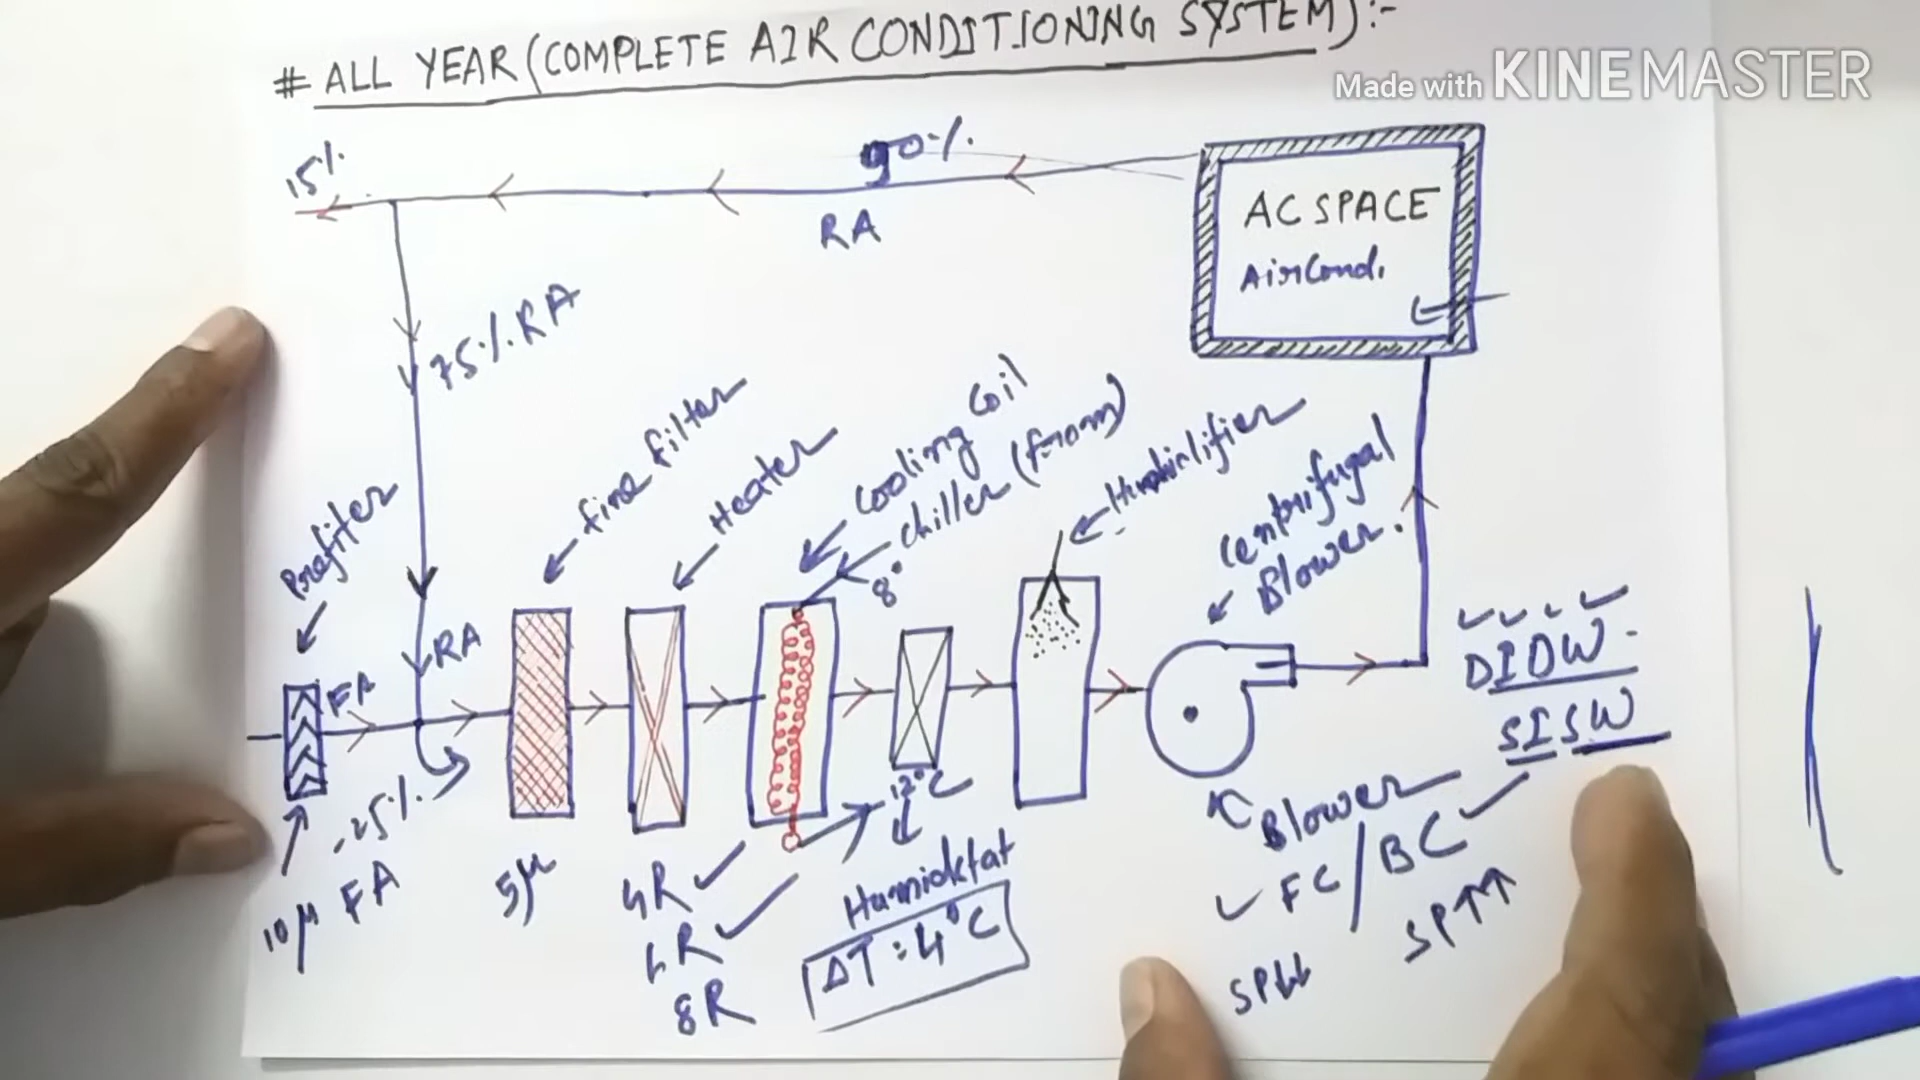 # ALL YEAR (COMPLETE AIR CONDITIONING SYSTEM):-
Made with KINEMASTER
15%
90%
RA
AC SPACE
Air Cond.
75% RA
Prefilter
fine filter
Heater
Cooling Coil
chiller (from)
8°
Humidifier
Centrifugal
Blower.
FA
RA
DIDW-
SISW
25%
10µ FA
5µ
12°C
4R
6R
8R
ΔT: 4°C
Blower
FC/BC
SP↓↓
SP↑↑